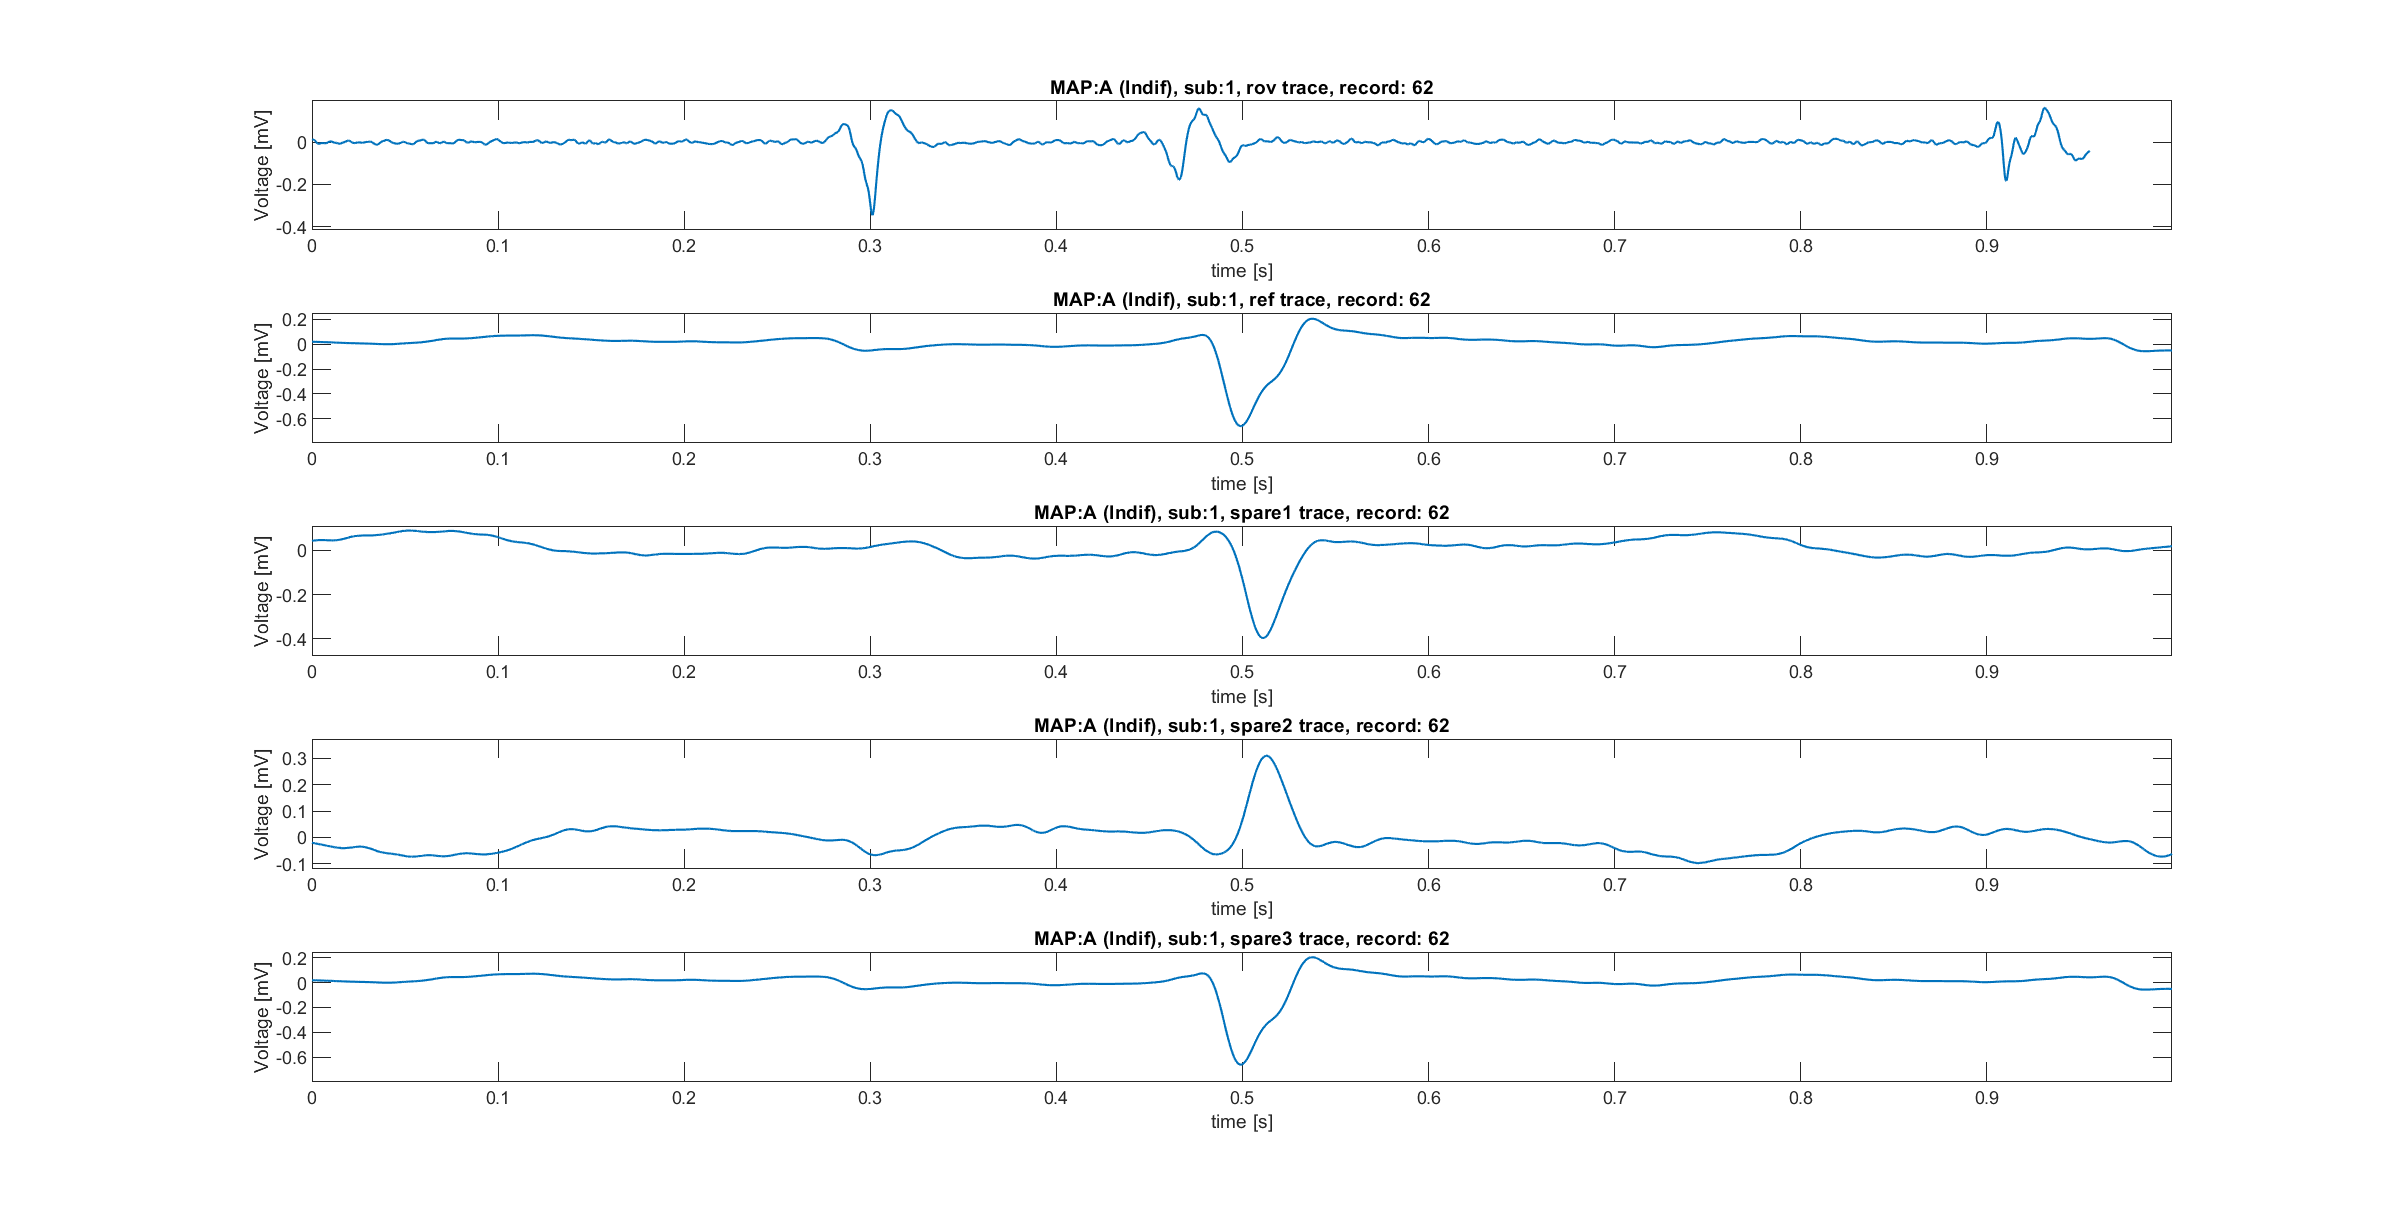 MAP:A (Indif), sub:1, rov trace, record: 62
Voltage [mV]
0
-0.2
-0.4
0 0.1 0.2 0.3 0.4 0.5 0.6 0.7 0.8 0.9
time [s]
MAP:A (Indif), sub:1, ref trace, record: 62
Voltage [mV]
0.2
0
-0.2
-0.4
-0.6
0 0.1 0.2 0.3 0.4 0.5 0.6 0.7 0.8 0.9
time [s]
MAP:A (Indif), sub:1, spare1 trace, record: 62
Voltage [mV]
0
-0.2
-0.4
0 0.1 0.2 0.3 0.4 0.5 0.6 0.7 0.8 0.9
time [s]
MAP:A (Indif), sub:1, spare2 trace, record: 62
Voltage [mV]
0.3
0.2
0.1
0
-0.1
0 0.1 0.2 0.3 0.4 0.5 0.6 0.7 0.8 0.9
time [s]
MAP:A (Indif), sub:1, spare3 trace, record: 62
Voltage [mV]
0.2
0
-0.2
-0.4
-0.6
0 0.1 0.2 0.3 0.4 0.5 0.6 0.7 0.8 0.9
time [s]